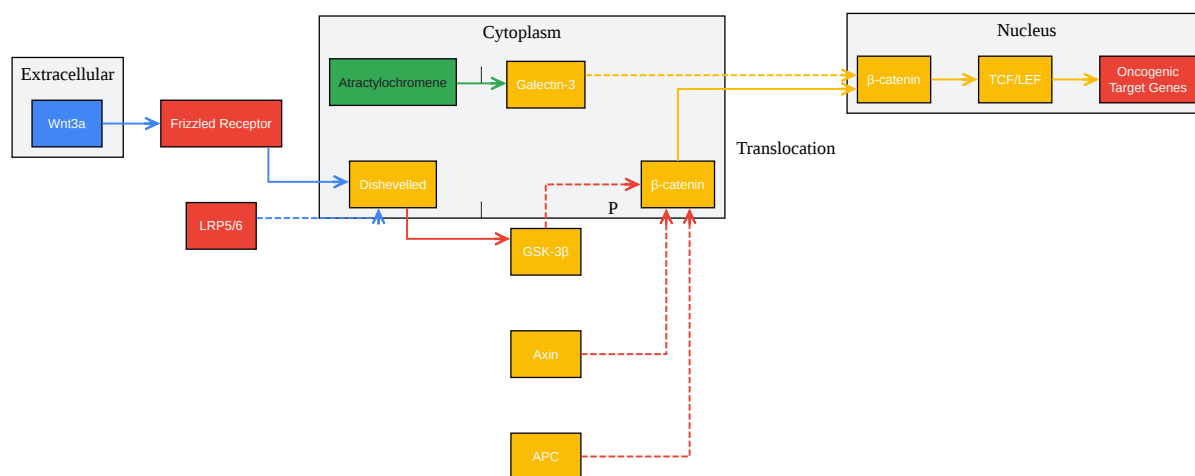 Extracellular
Wnt3a
Frizzled Receptor
LRP5/6
Cytoplasm
Atractylochromene
Galectin-3
Dishevelled
β-catenin
P
GSK-3β
Axin
APC
Translocation
Nucleus
β-catenin
TCF/LEF
Oncogenic
Target Genes